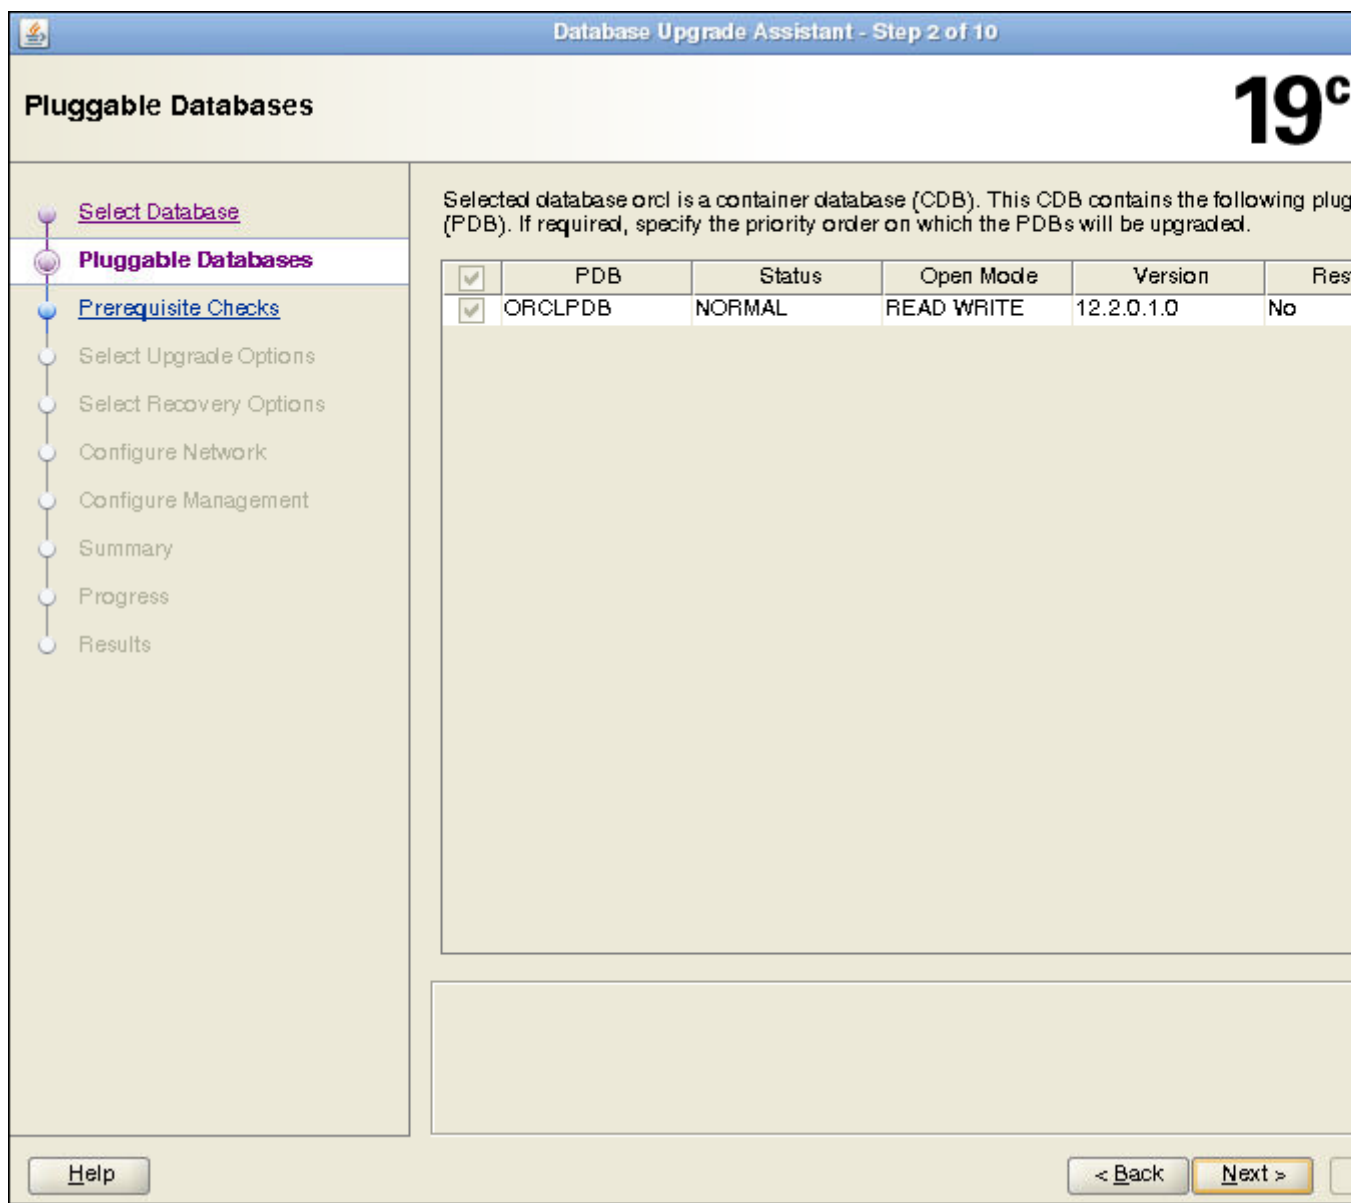 Database Upgrade Assistant - Step 2 of 10
Pluggable Databases
19c
Select Database
Pluggable Databases
Prerequisite Checks
Select Upgrade Options
Select Recovery Options
Configure Network
Configure Management
Summary
Progress
Results
Selected database orcl is a container database (CDB). This CDB contains the following plug
(PDB). If required, specify the priority order on which the PDBs will be upgraded.
PDB Status Open Mode Version Res
ORCLPDB NORMAL READ WRITE 12.2.0.1.0 No
Help
< Back Next >